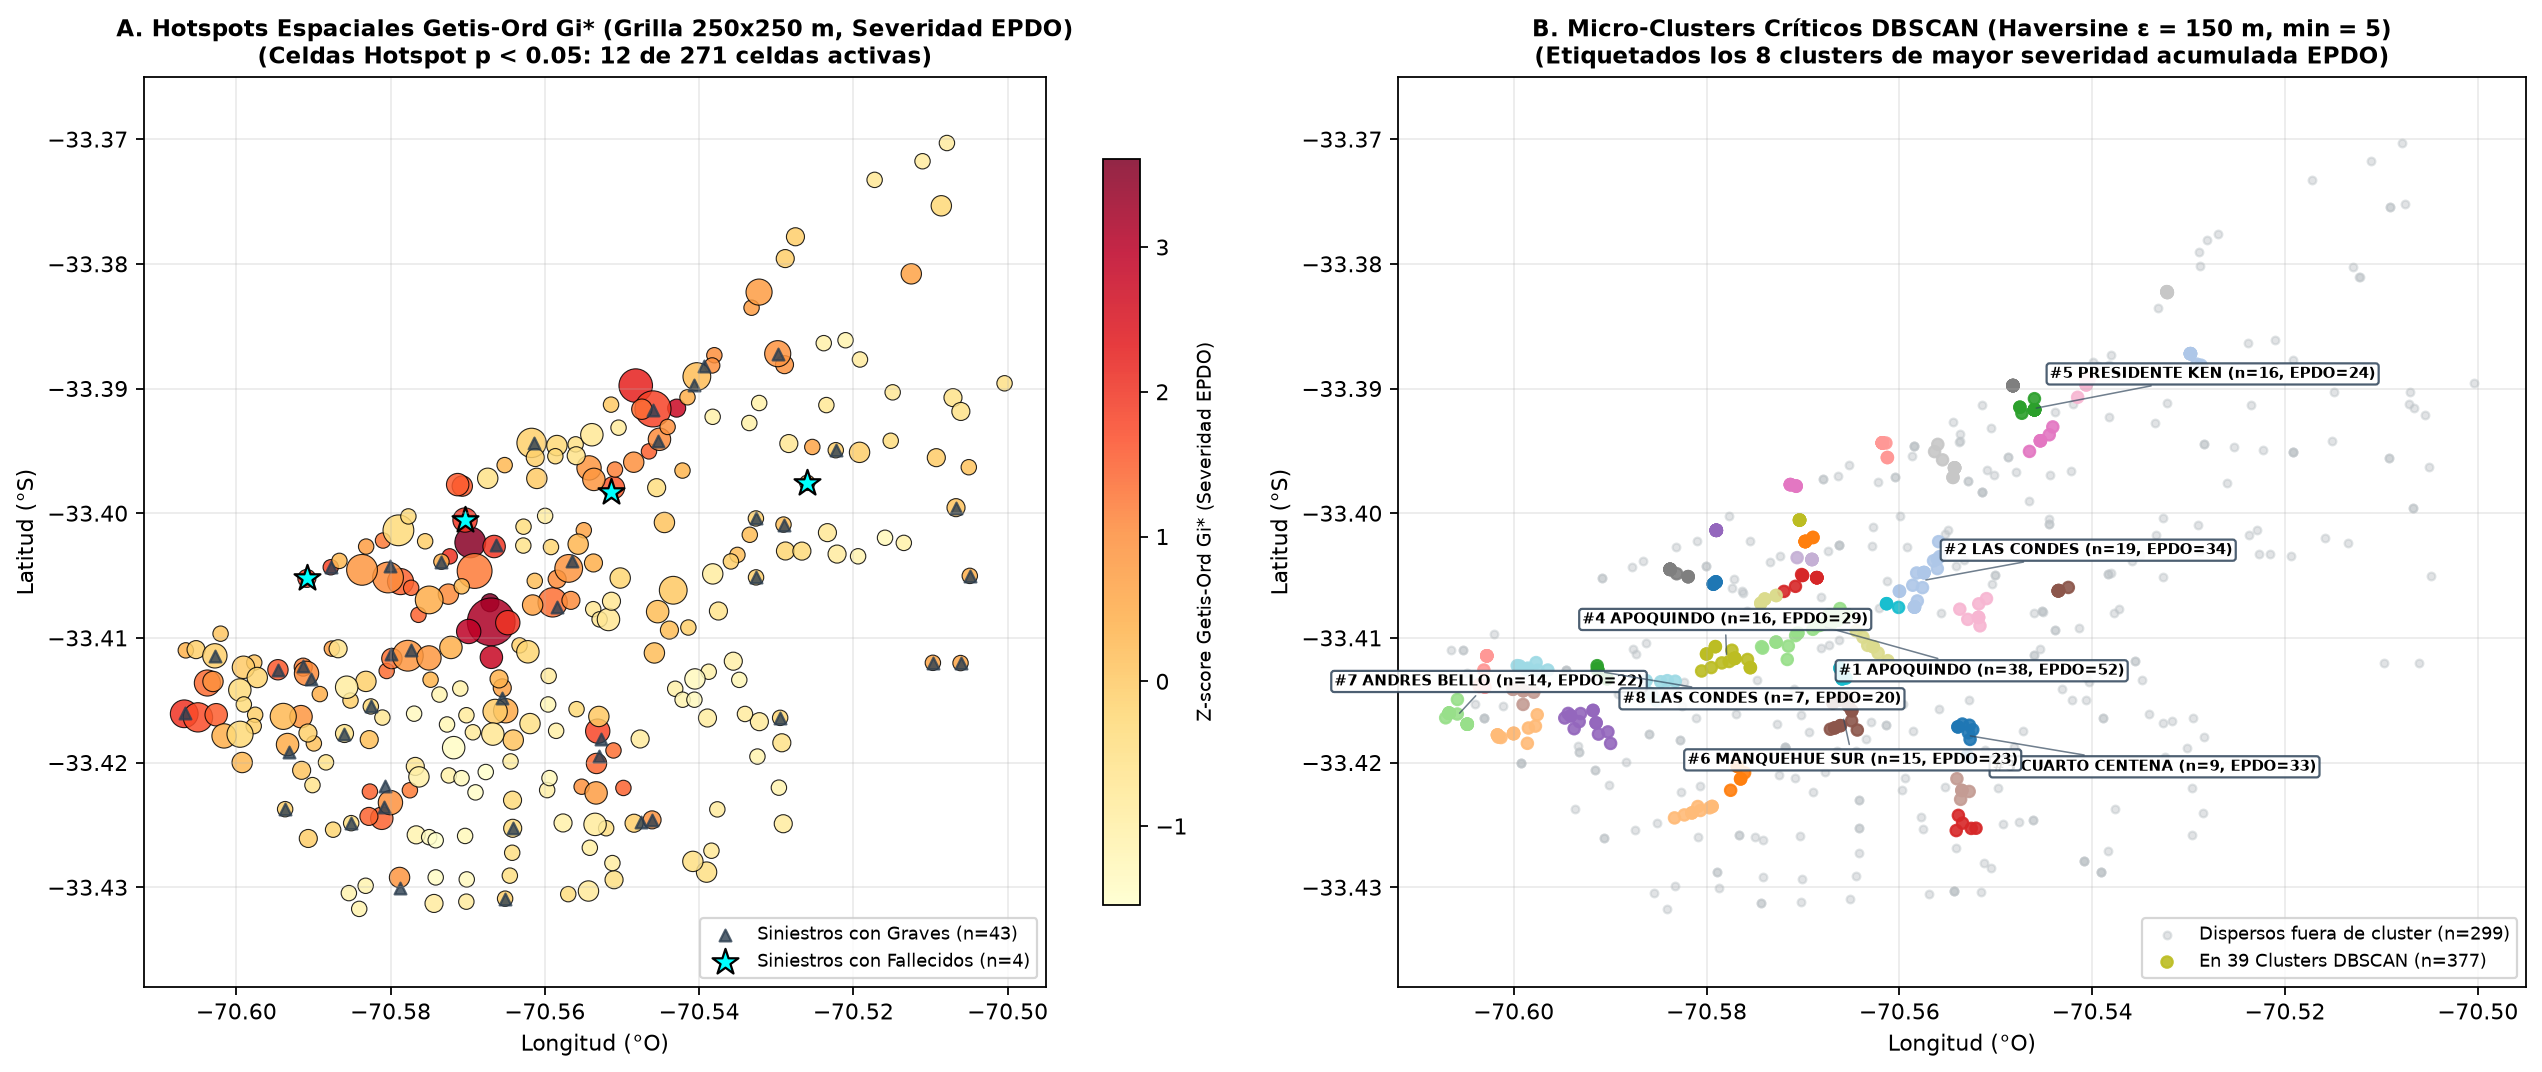 A. Hotspots Espaciales Getis-Ord Gi* (Grilla 250x250 m, Severidad EPDO)
(Celdas Hotspot p < 0.05: 12 de 271 celdas activas)
Latitud (°S)
−33.37
−33.38
−33.39
−33.40
−33.41
−33.42
−33.43
−70.60
−70.58
−70.56
−70.54
−70.52
−70.50
Longitud (°O)
Siniestros con Graves (n=43)
Siniestros con Fallecidos (n=4)
3
2
1
0
−1
Z-score Getis-Ord Gi* (Severidad EPDO)
B. Micro-Clusters Críticos DBSCAN (Haversine ε = 150 m, min = 5)
(Etiquetados los 8 clusters de mayor severidad acumulada EPDO)
Latitud (°S)
−33.37
−33.38
−33.39
−33.40
−33.41
−33.42
−33.43
#5 PRESIDENTE KEN (n=16, EPDO=24)
#2 LAS CONDES (n=19, EPDO=34)
#4 APOQUINDO (n=16, EPDO=29)
#1 APOQUINDO (n=38, EPDO=52)
#7 ANDRES BELLO (n=14, EPDO=22)
#8 LAS CONDES (n=7, EPDO=20)
#6 MANQUEHUE SUR (n=15, EPDO=23)
CUARTO CENTENA (n=9, EPDO=33)
Dispersos fuera de cluster (n=299)
En 39 Clusters DBSCAN (n=377)
−70.60
−70.58
−70.56
−70.54
−70.52
−70.50
Longitud (°O)